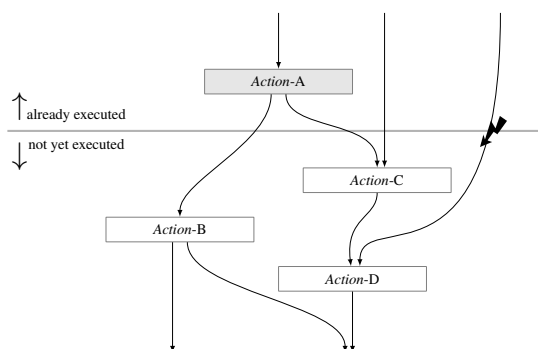 Action-A
already executed
not yet executed
Action-C
Action-B
Action-D